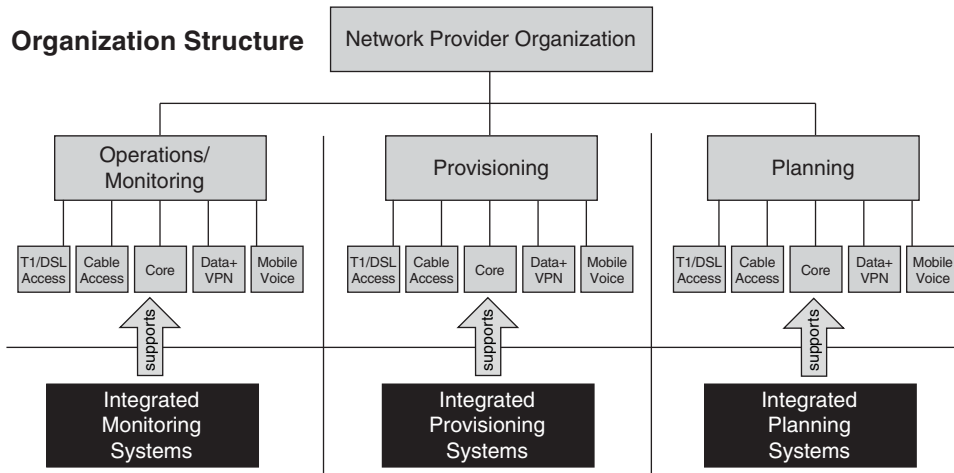 Organization Structure
Network Provider Organization
Operations/
Monitoring
Provisioning
Planning
T1/DSL
Access
Cable
Access
Core
Data+
VPN
Mobile
Voice
T1/DSL
Access
Cable
Access
Core
Data+
VPN
Mobile
Voice
T1/DSL
Access
Cable
Access
Core
Data+
VPN
Mobile
Voice
supports
supports
supports
Integrated
Monitoring
Systems
Integrated
Provisioning
Systems
Integrated
Planning
Systems